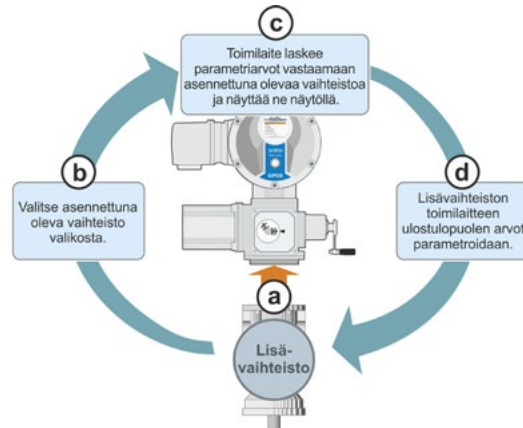 c
Toimilaite laskee
parametriarvot vastaamaan
asennettuna olevaa vaihteistoa
ja näyttää ne näytöllä.
b
Valitse asennettuna
oleva vaihteisto
valikosta.
d
Lisävaihteiston
toimilaitteen
ulostulopuolen arvot
parametroidaan.
SIPOS
a
Lisä-
vaihteisto